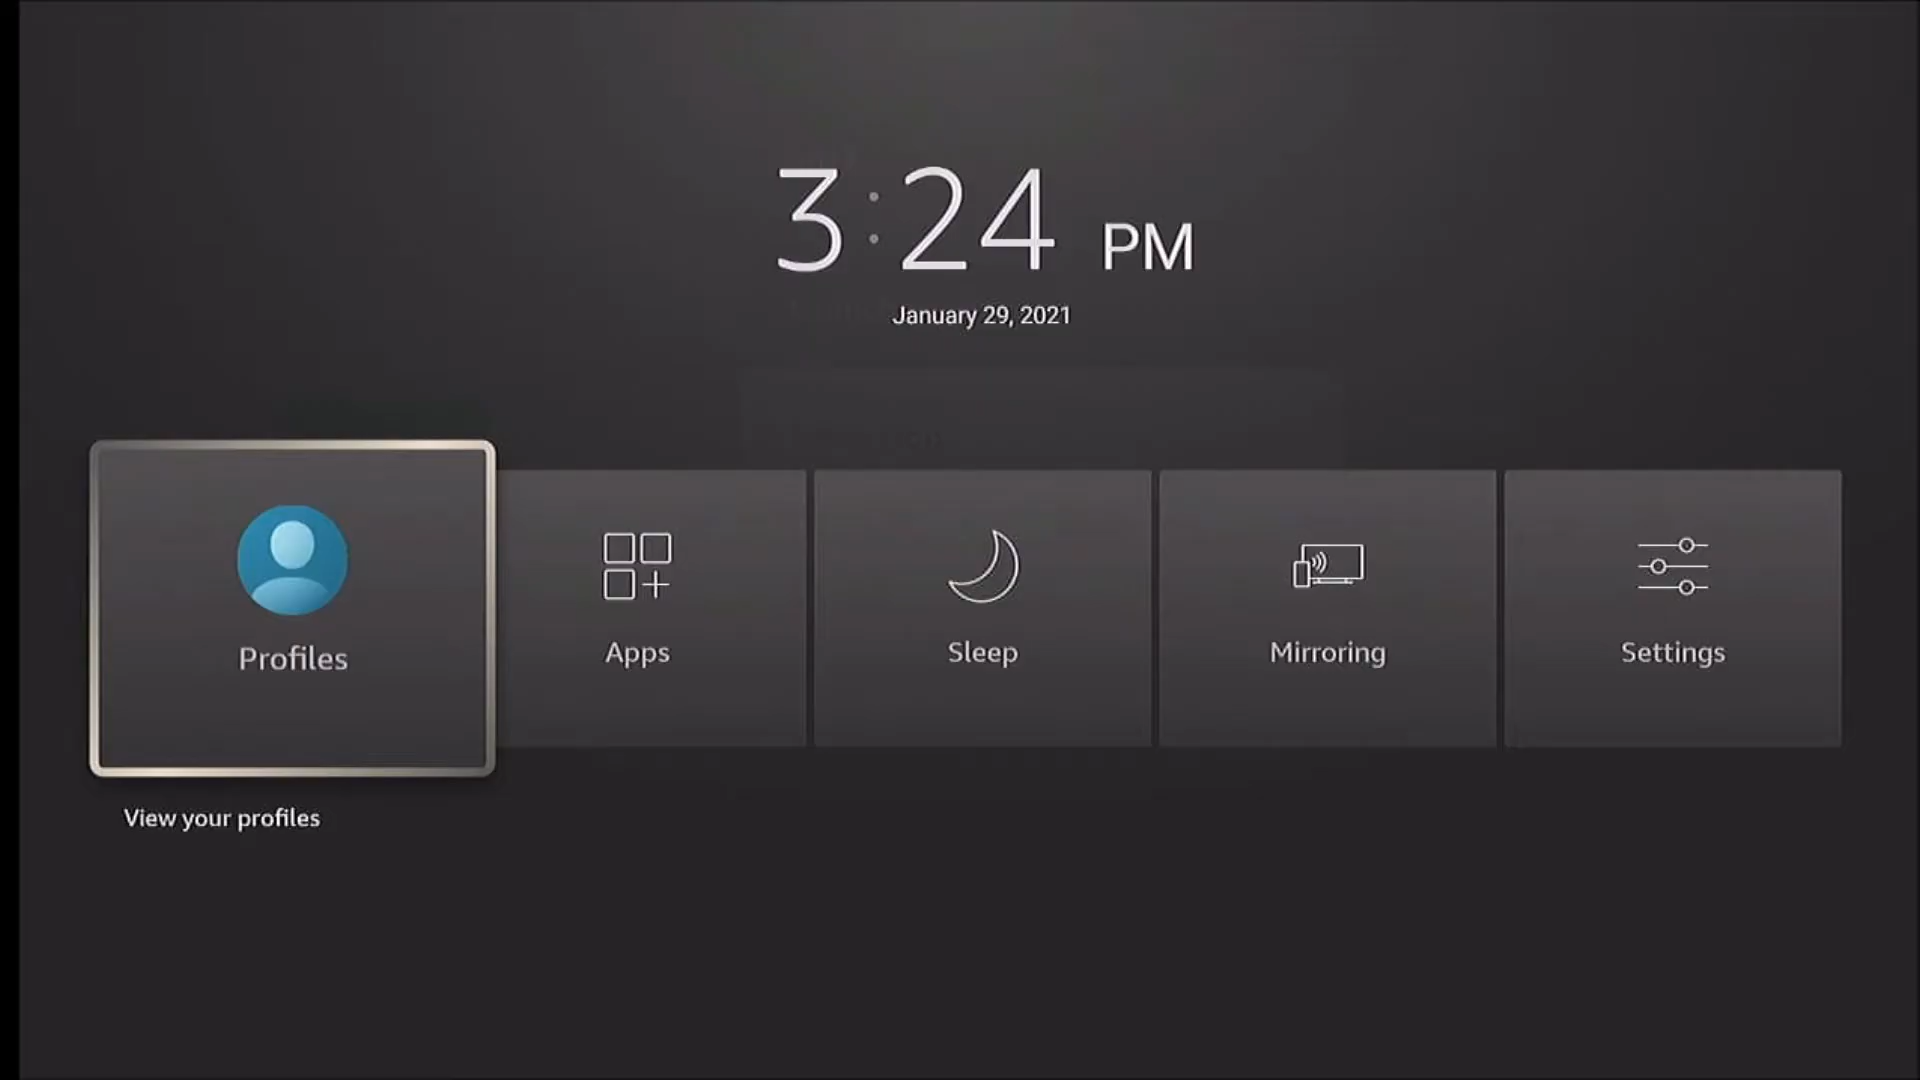 3:24 PM
January 29, 2021
Profiles
Apps
Sleep
Mirroring
Settings
View your profiles